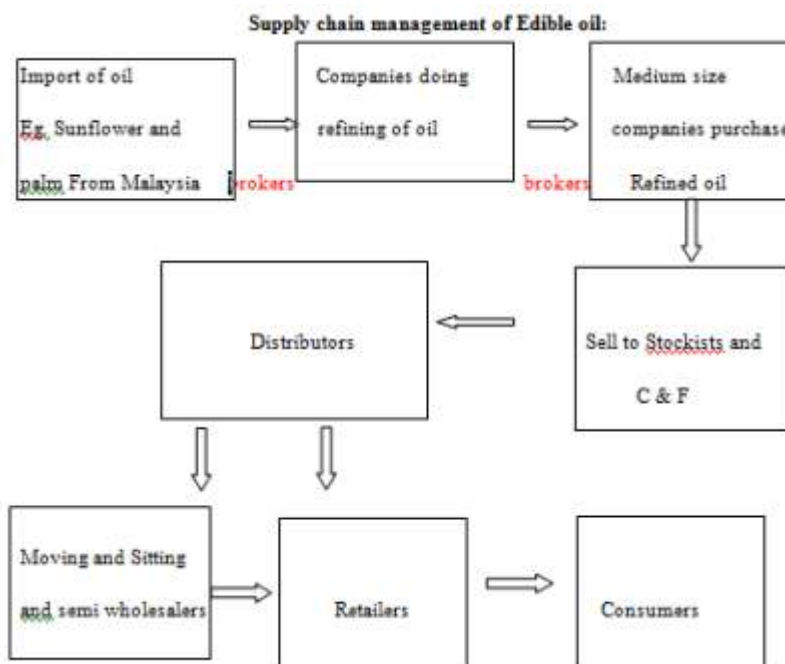 Supply chain management of Edible oil:
Import of oil
Eg. Sunflower and
palm From Malaysia
brokers
Companies doing
refining of oil
brokers
Medium size
companies purchase
Refined oil
Distributors
Sell to Stockists and
C & F
Moving and Sitting
and semi wholesalers
Retailers
Consumers